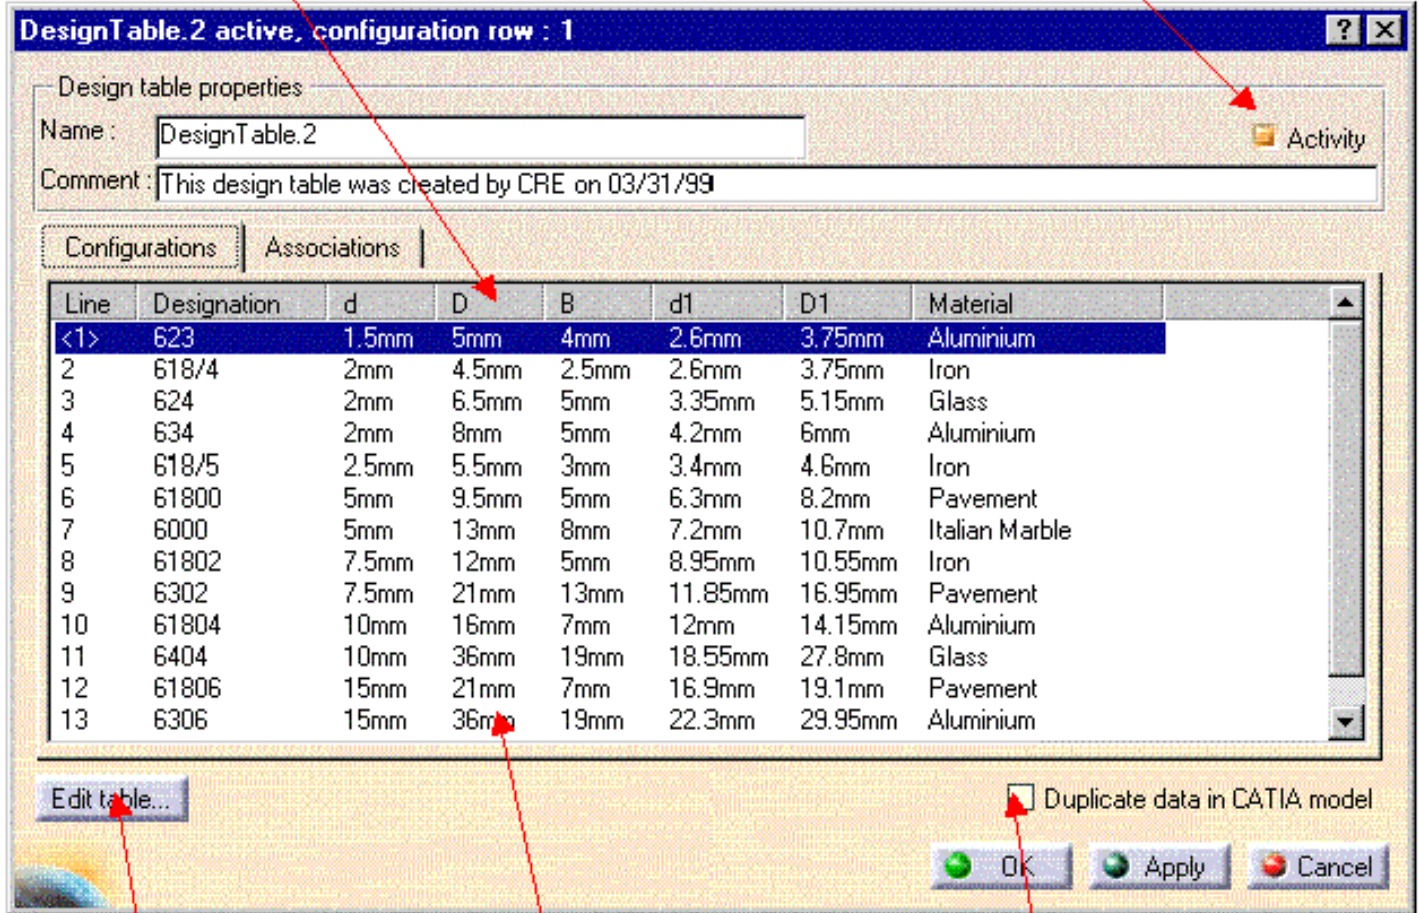 DesignTable.2 active, configuration row : 1
Design table properties
Name : DesignTable.2 Activity
Comment : This design table was created by CRE on 03/31/99
Configurations Associations
Line Designation d D B d1 D1 Material
<1> 623 1.5mm 5mm 4mm 2.6mm 3.75mm Aluminium
2 618/4 2mm 4.5mm 2.5mm 2.6mm 3.75mm Iron
3 624 2mm 6.5mm 5mm 3.35mm 5.15mm Glass
4 634 2mm 8mm 5mm 4.2mm 6mm Aluminium
5 618/5 2.5mm 5.5mm 3mm 3.4mm 4.6mm Iron
6 61800 5mm 9.5mm 5mm 6.3mm 8.2mm Pavement
7 6000 5mm 13mm 8mm 7.2mm 10.7mm Italian Marble
8 61802 7.5mm 12mm 5mm 8.95mm 10.55mm Iron
9 6302 7.5mm 21mm 13mm 11.85mm 16.95mm Pavement
10 61804 10mm 16mm 7mm 12mm 14.15mm Aluminium
11 6404 10mm 36mm 19mm 18.55mm 27.8mm Glass
12 61806 15mm 21mm 7mm 16.9mm 19.1mm Pavement
13 6306 15mm 36mm 19mm 22.3mm 29.95mm Aluminium
Edit table... Duplicate data in CATIA model
OK Apply Cancel